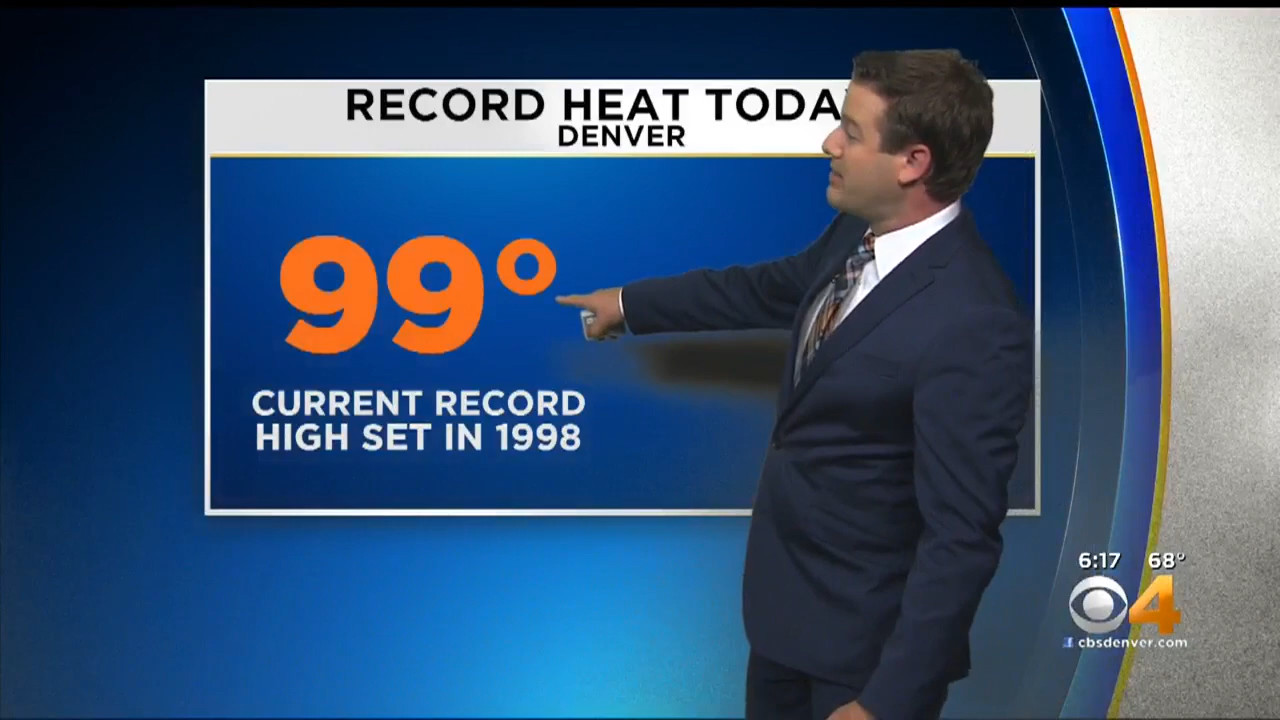 RECORD HEAT TODA
DENVER
99°
CURRENT RECORD
HIGH SET IN 1998
6:17 68°
4
cbsdenver.com